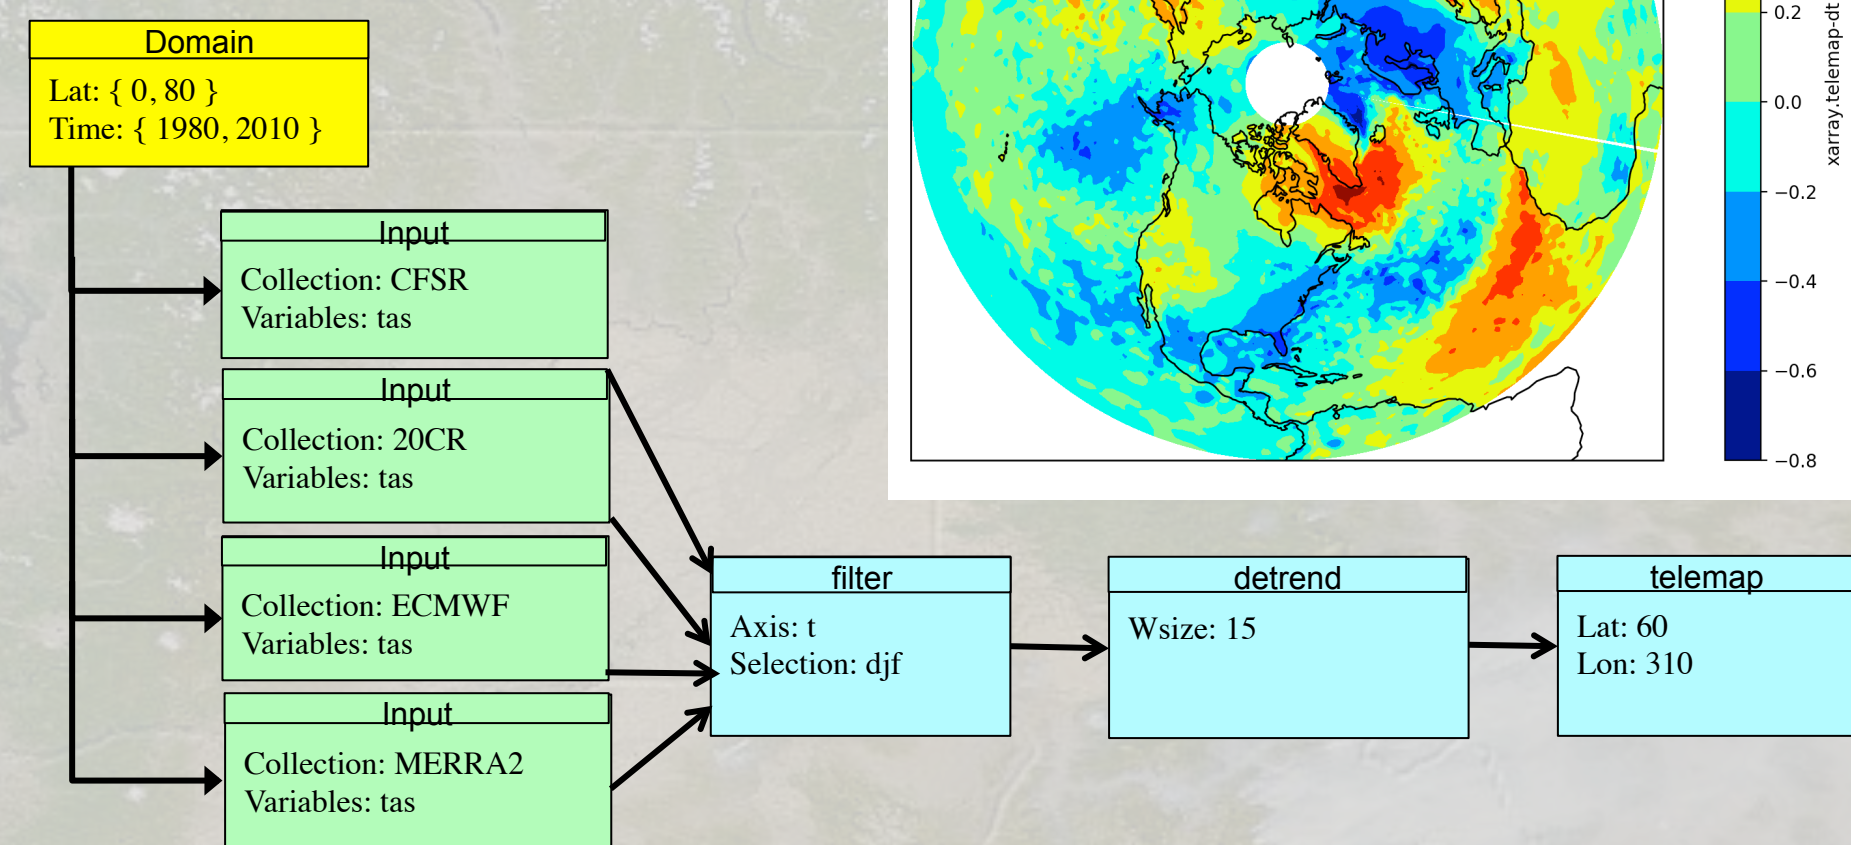 Domain
Lat: { 0, 80 }
Time: { 1980, 2010 }
Input
Collection: CFSR
Variables: tas
Input
Collection: 20CR
Variables: tas
Input
Collection: ECMWF
Variables: tas
Input
Collection: MERRA2
Variables: tas
filter
Axis: t
Selection: djf
detrend
Wsize: 15
telemap
Lat: 60
Lon: 310
0.2
0.0
−0.2
−0.4
−0.6
−0.8
xarray.telemap-dt